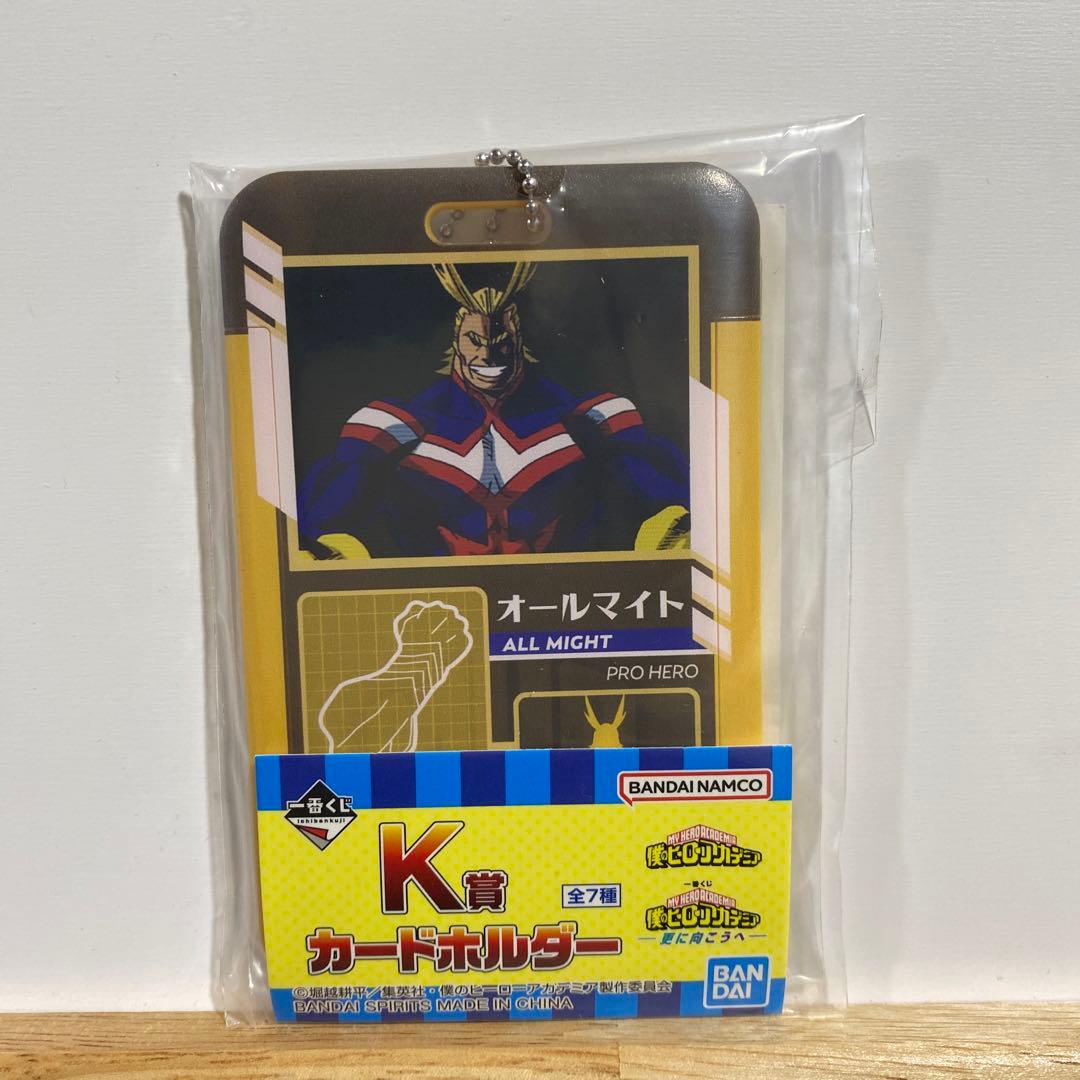 オールマイト
ALL MIGHT
PRO HERO
一番くじ
ichibankuji
BANDAI NAMCO
K賞
全7種
カードホルダー
MY HERO ACADEMIA
僕のヒーローアカデミア
一番くじ
MY HERO ACADEMIA
僕のヒーローアカデミア
更に向こうへ
©堀越耕平／集英社・僕のヒーローアカデミア製作委員会
BANDAI SPIRITS MADE IN CHINA
BAN
DAI